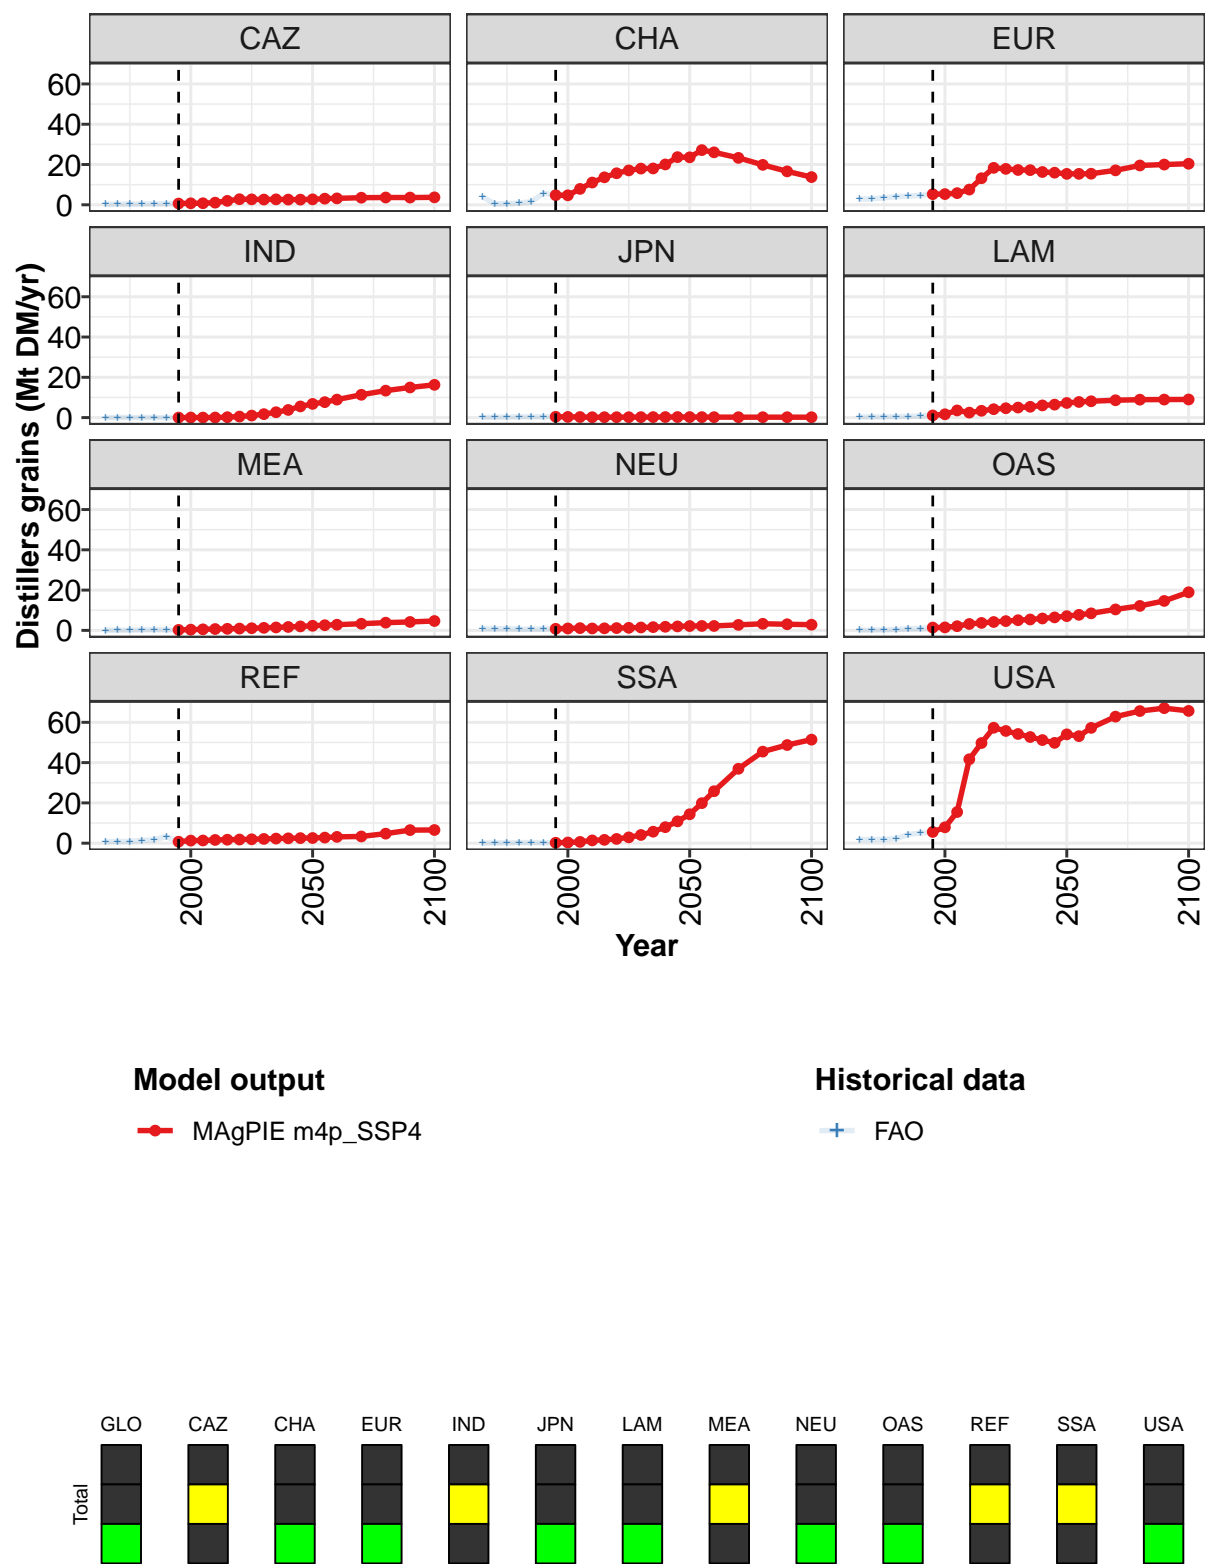 CAZ CHA EUR
60
40
20
0
IND JPN LAM
60
40
20
0
MEA NEU OAS
60
40
20
0
REF SSA USA
60
40
20
0
Distillers grains (Mt DM/yr)
2000 2050 2100 2000 2050 2100 2000 2050 2100
Year
Model output
MAgPIE m4p_SSP4
Historical data
FAO
GLO CAZ CHA EUR IND JPN LAM MEA NEU OAS REF SSA USA
Total